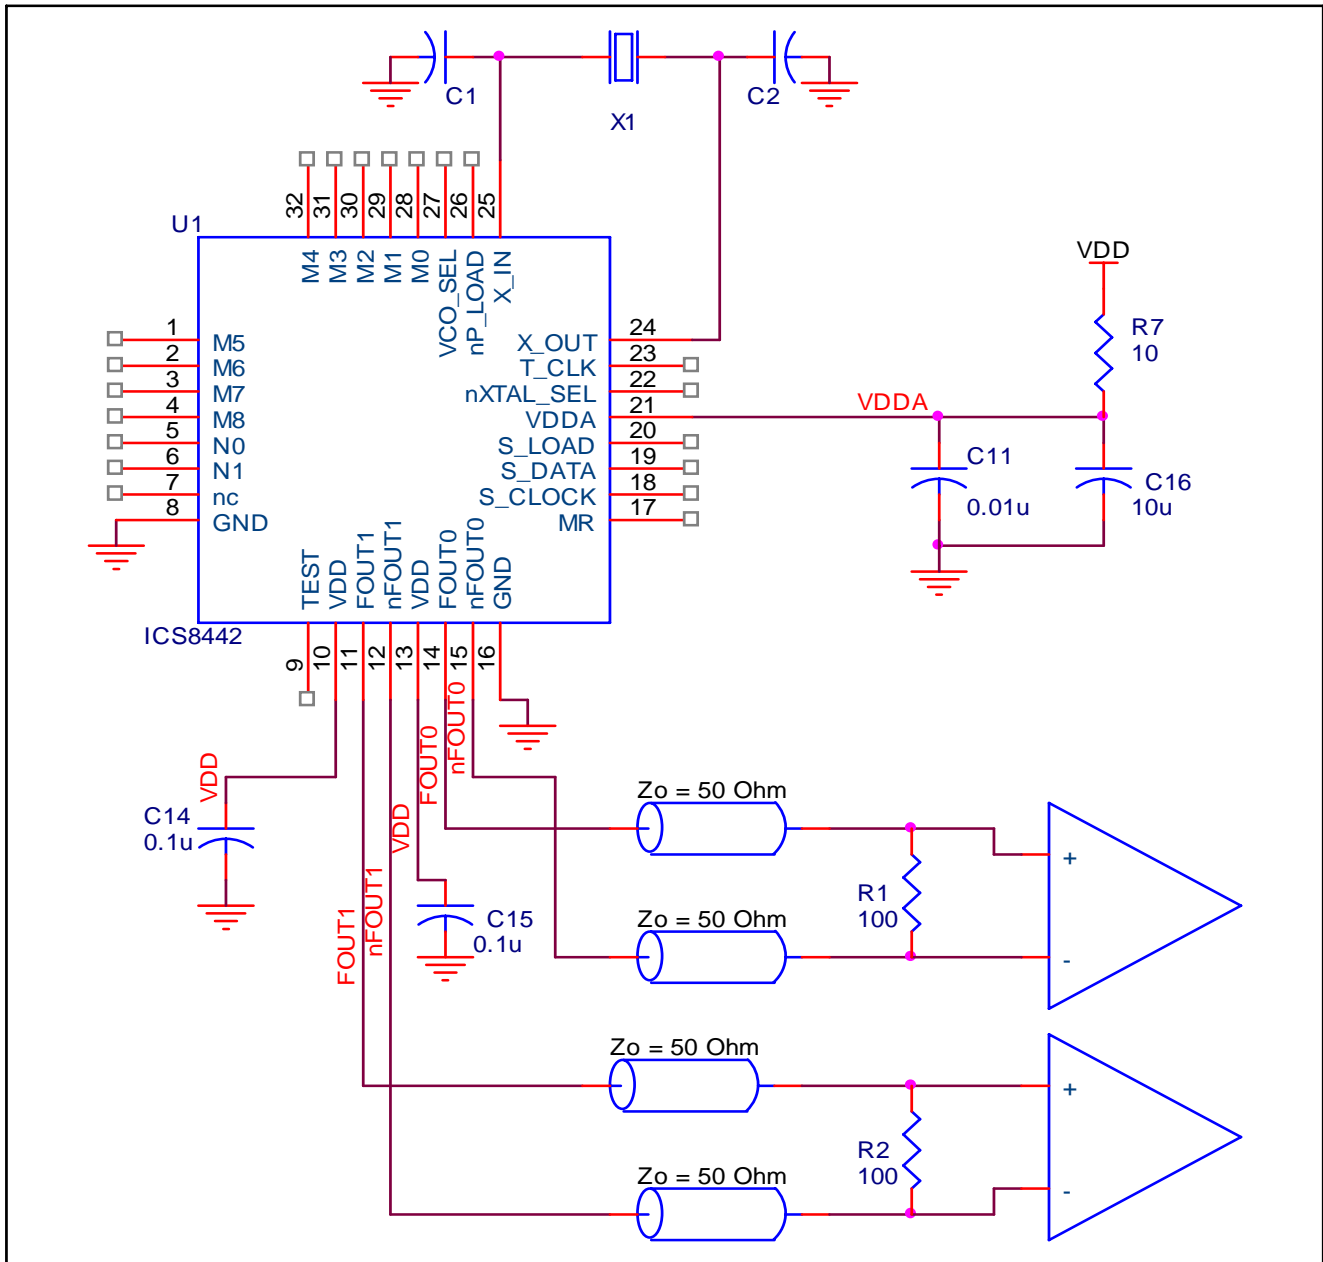 C1
X1
C2
32
31
30
29
28
27
26
25
U1
M4
M3
M2
M1
M0
VCO_SEL
nP_LOAD
X_IN
1
M5
2
M6
3
M7
4
M8
5
N0
6
N1
7
nc
8
GND
24
X_OUT
23
T_CLK
22
nXTAL_SEL
21
VDDA
20
S_LOAD
19
S_DATA
18
S_CLOCK
17
MR
VDD
R7
10
VDDA
C11
0.01u
C16
10u
TEST
VDD
FOUT1
nFOUT1
VDD
FOUT0
nFOUT0
GND
ICS8442
9
10
11
12
13
14
15
16
VDD
C14
0.1u
FOUT1
nFOUT1
VDD
FOUT0
nFOUT0
C15
0.1u
Zo = 50 Ohm
R1
100
+
-
Zo = 50 Ohm
Zo = 50 Ohm
R2
100
+
-
Zo = 50 Ohm